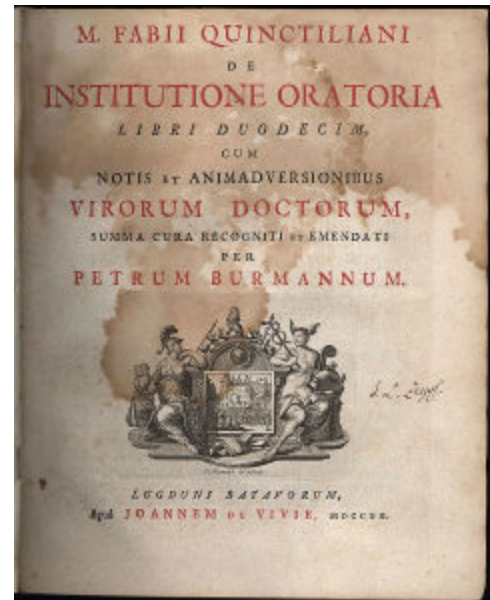 M. FABII QUINCTILIANI
DE
INSTITUTIONE ORATORIA
LIBRI DUODECIM,
CUM
NOTIS ET ANIMADVERSIONIBUS
VIRORUM DOCTORUM,
SUMMA CURA RECOGNITI ET EMENDATI
PER
PETRUM BURMANNUM.
LUGDUNI BATAVORUM,
Apud JOANNEM DE VIVIE, MDCCXX.